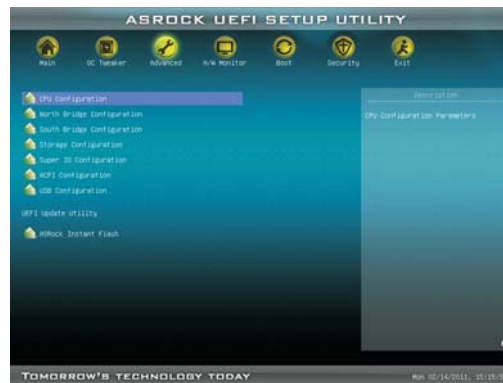 ASROCK UEFI SETUP UTILITY
Main OC Tweaker Advanced H/W Monitor Boot Security Exit
CPU Configuration
North Bridge Configuration
South Bridge Configuration
Storage Configuration
Super IO Configuration
ACPI Configuration
USB Configuration
UEFI Update Utility
ASRock Instant Flash
Description
CPU Configuration Parameters
TOMORROW'S TECHNOLOGY TODAY
Mon 02/14/2011,